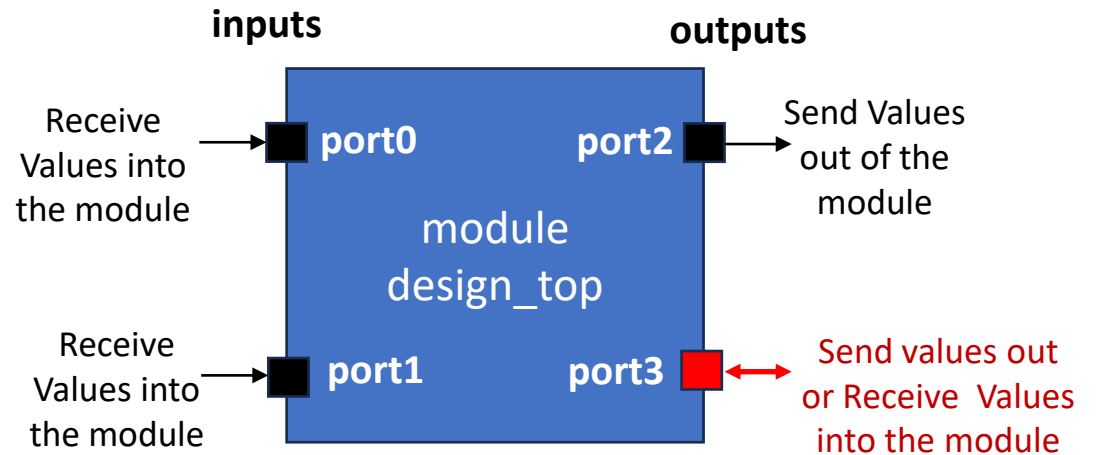 inputs
outputs
Receive
Values into
the module
port0
port2
Send Values
out of the
module
module
design_top
Receive
Values into
the module
port1
port3
Send values out
or Receive  Values
into the module